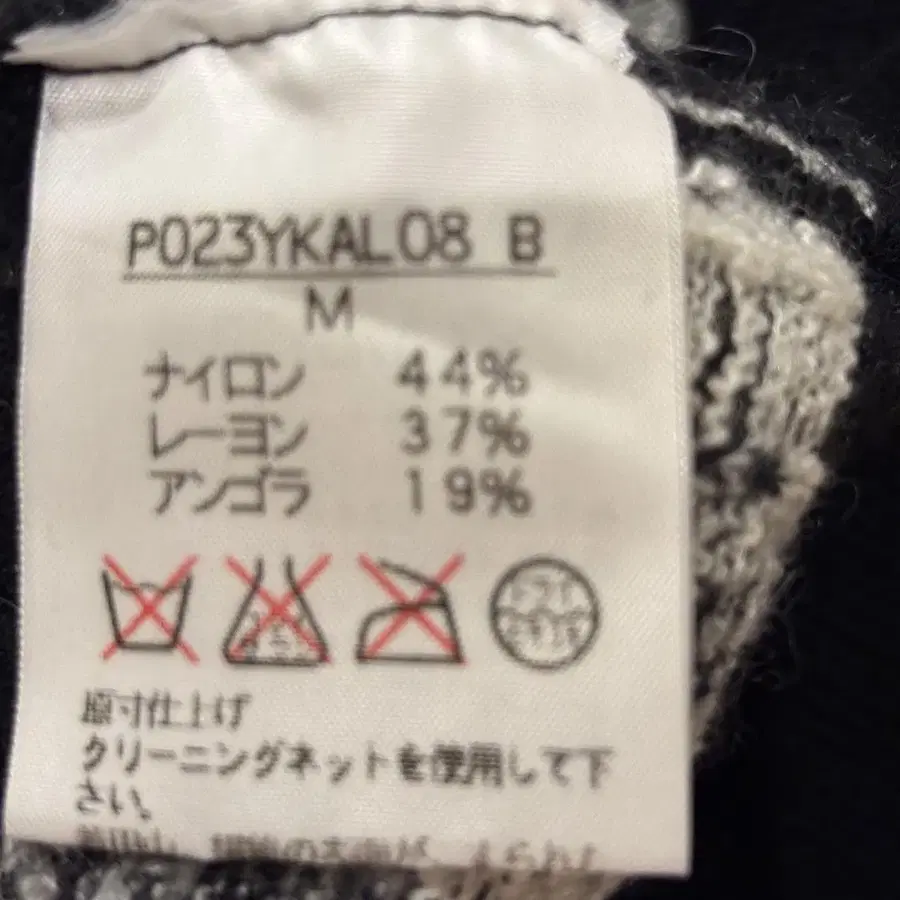 P023YKAL08 B
M
ナイロン 44%
レーヨン 37%
アンゴラ 19%
原寸仕上げ
クリーニングネットを使用して下
さい。